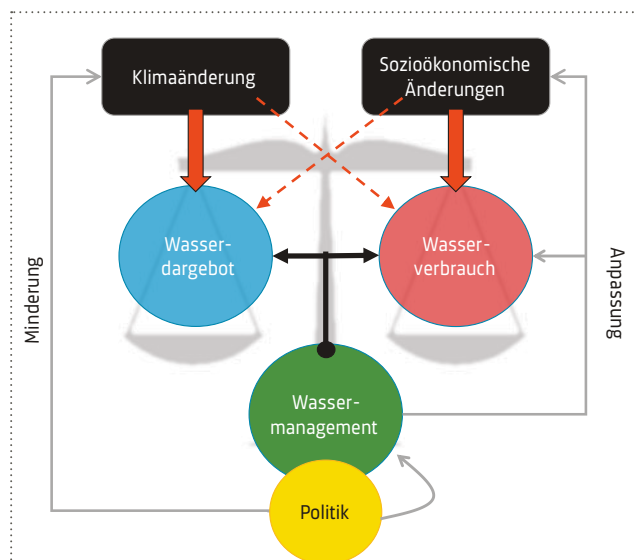 Klimaänderung
Sozioökonomische
Änderungen
Wasser-
dargebot
Wasser-
verbrauch
Minderung
Anpassung
Wasser-
management
Politik